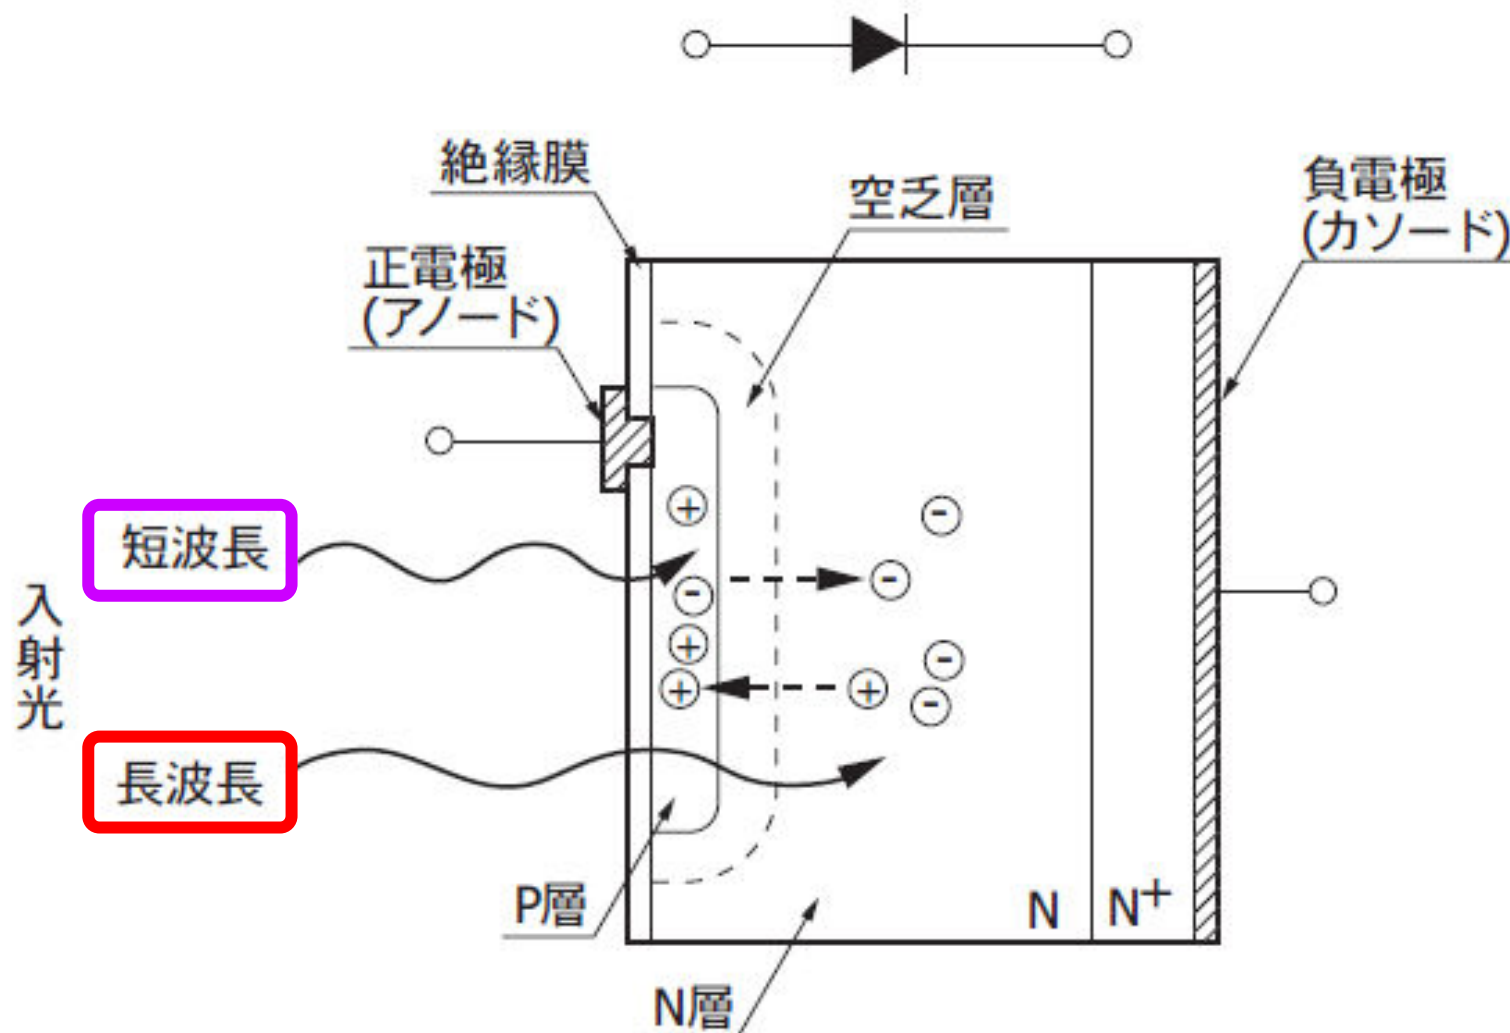 絶縁膜
空乏層
負電極
(カソード)
正電極
(アノード)
短波長
入射光
長波長
P層
N
N+
N層
+
-
-
-
+
-
+
+
-